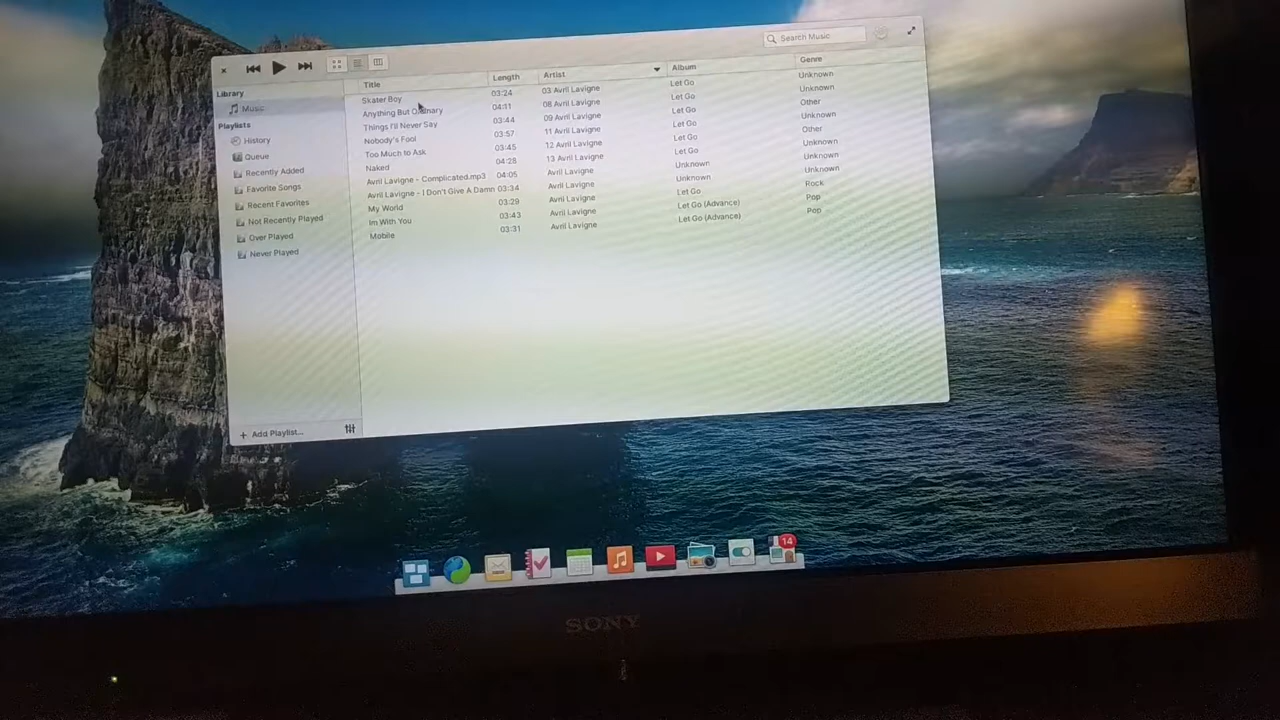 Search Music
Library
Music
Playlists
History
Queue
Recently Added
Favorite Songs
Recent Favorites
Not Recently Played
Over Played
Never Played
+ Add Playlist...
Title Length Artist Album Genre
Skater Boy 03:24 03 Avril Lavigne Let Go Unknown
Anything But Ordinary 04:11 08 Avril Lavigne Let Go Unknown
Things I'll Never Say 03:44 09 Avril Lavigne Let Go Other
Nobody's Fool 03:57 11 Avril Lavigne Let Go Unknown
Too Much to Ask 03:45 12 Avril Lavigne Let Go Other
Naked 04:28 13 Avril Lavigne Let Go Unknown
Avril Lavigne - Complicated.mp3 04:05 Avril Lavigne Unknown Unknown
Avril Lavigne - I Don't Give A Damn 03:34 Avril Lavigne Unknown Unknown
My World 03:29 Avril Lavigne Let Go Rock
Im With You 03:43 Avril Lavigne Let Go (Advance) Pop
Mobile 03:31 Avril Lavigne Let Go (Advance) Pop
14
SONY